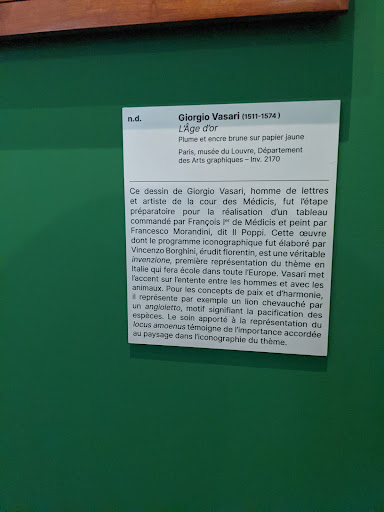 n.d.
Giorgio Vasari (1511-1574 )
L'Âge d'or
Plume et encre brune sur papier jaune
Paris, musée du Louvre, Département
des Arts graphiques – Inv. 2170
Ce dessin de Giorgio Vasari, homme de lettres
et artiste de la cour des Médicis, fut l'étape
préparatoire pour la réalisation d'un tableau
commandé par François Ier de Médicis et peint par
Francesco Morandini, dit Il Poppi. Cette œuvre
dont le programme iconographique fut élaboré par
Vincenzo Borghini, érudit florentin, est une véritable
invenzione, première représentation du thème en
Italie qui fera école dans toute l'Europe. Vasari met
l'accent sur l'entente entre les hommes et avec les
animaux. Pour les concepts de paix et d'harmonie,
il représente par exemple un lion chevauché par
un angioletto, motif signifiant la pacification des
espèces. Le soin apporté à la représentation du
locus amoenus témoigne de l'importance accordée
au paysage dans l'iconographie du thème.